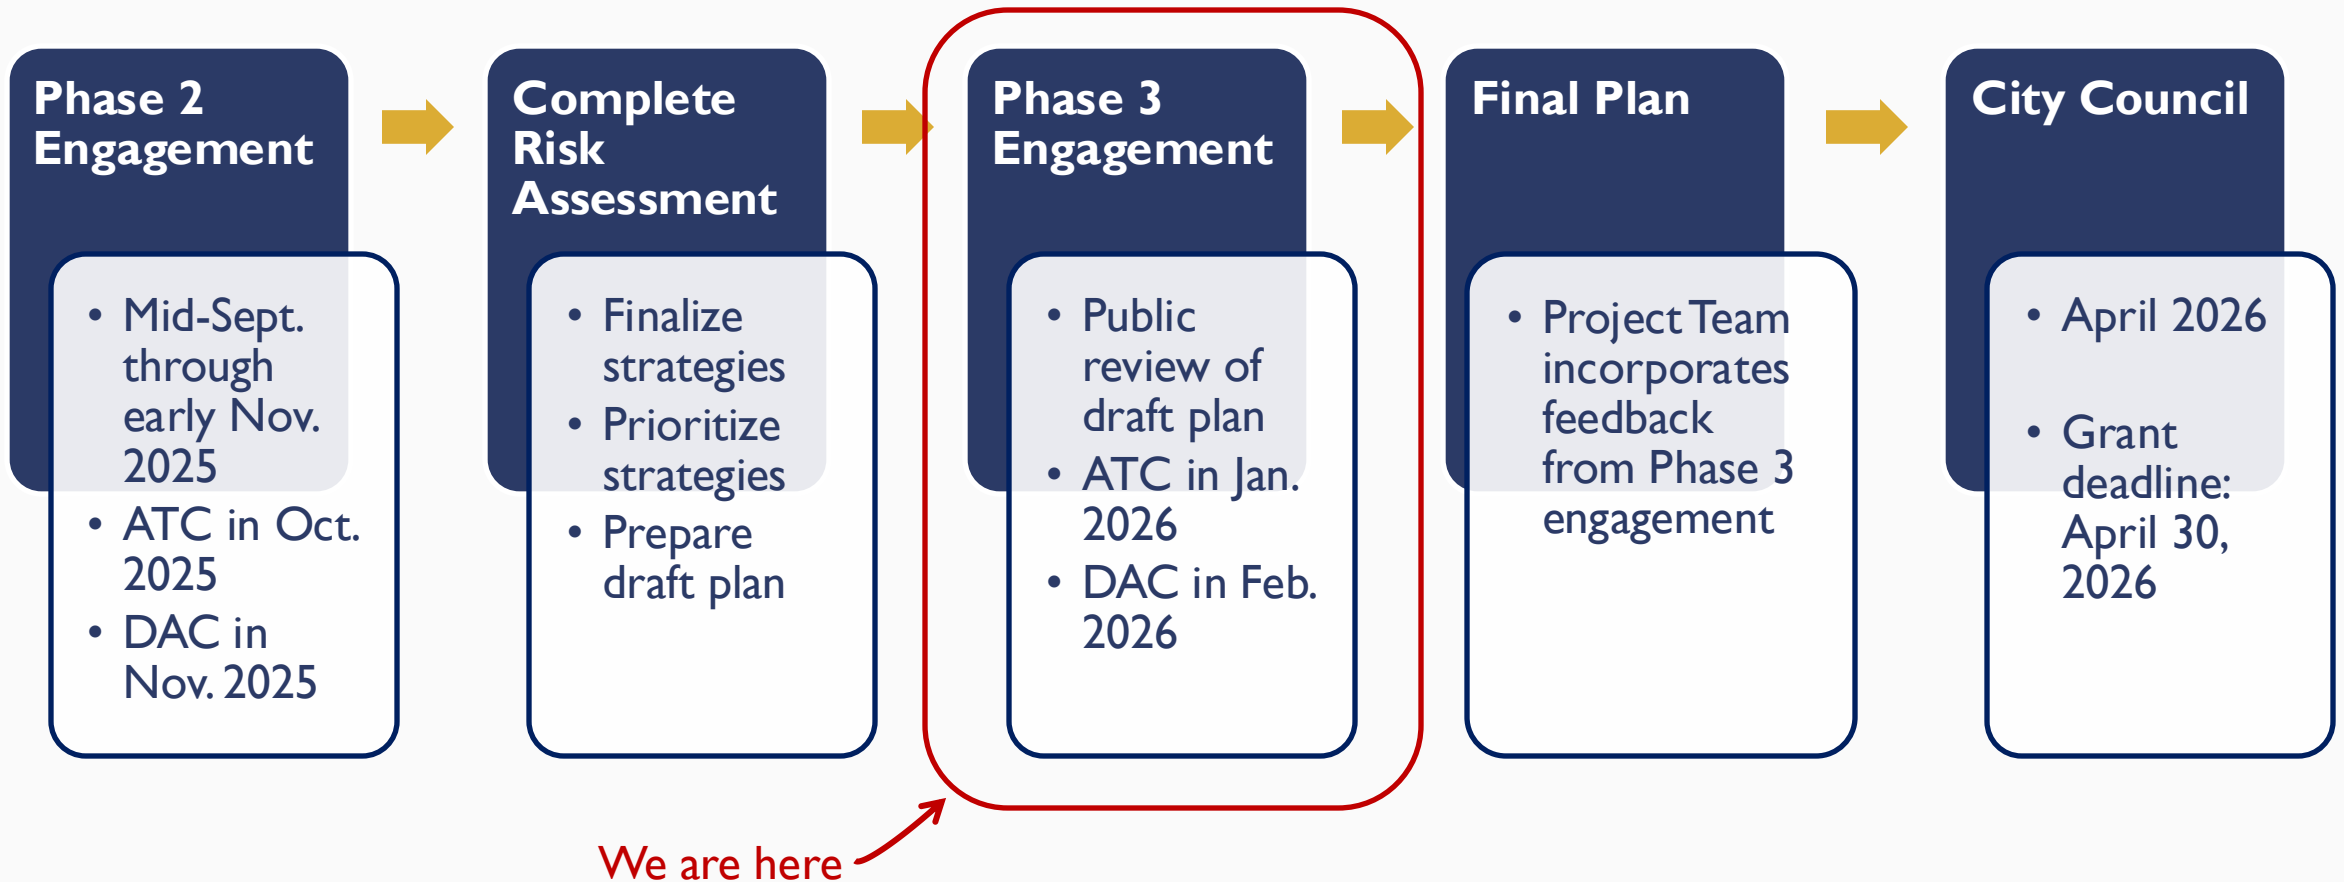 Phase 2
Engagement
• Mid-Sept.
through
early Nov.
2025
• ATC in Oct.
2025
• DAC in
Nov. 2025
Complete
Risk
Assessment
• Finalize
strategies
• Prioritize
strategies
• Prepare
draft plan
Phase 3
Engagement
• Public
review of
draft plan
• ATC in Jan.
2026
• DAC in Feb.
2026
Final Plan
• Project Team
incorporates
feedback
from Phase 3
engagement
City Council
• April 2026
• Grant
deadline:
April 30,
2026
We are here